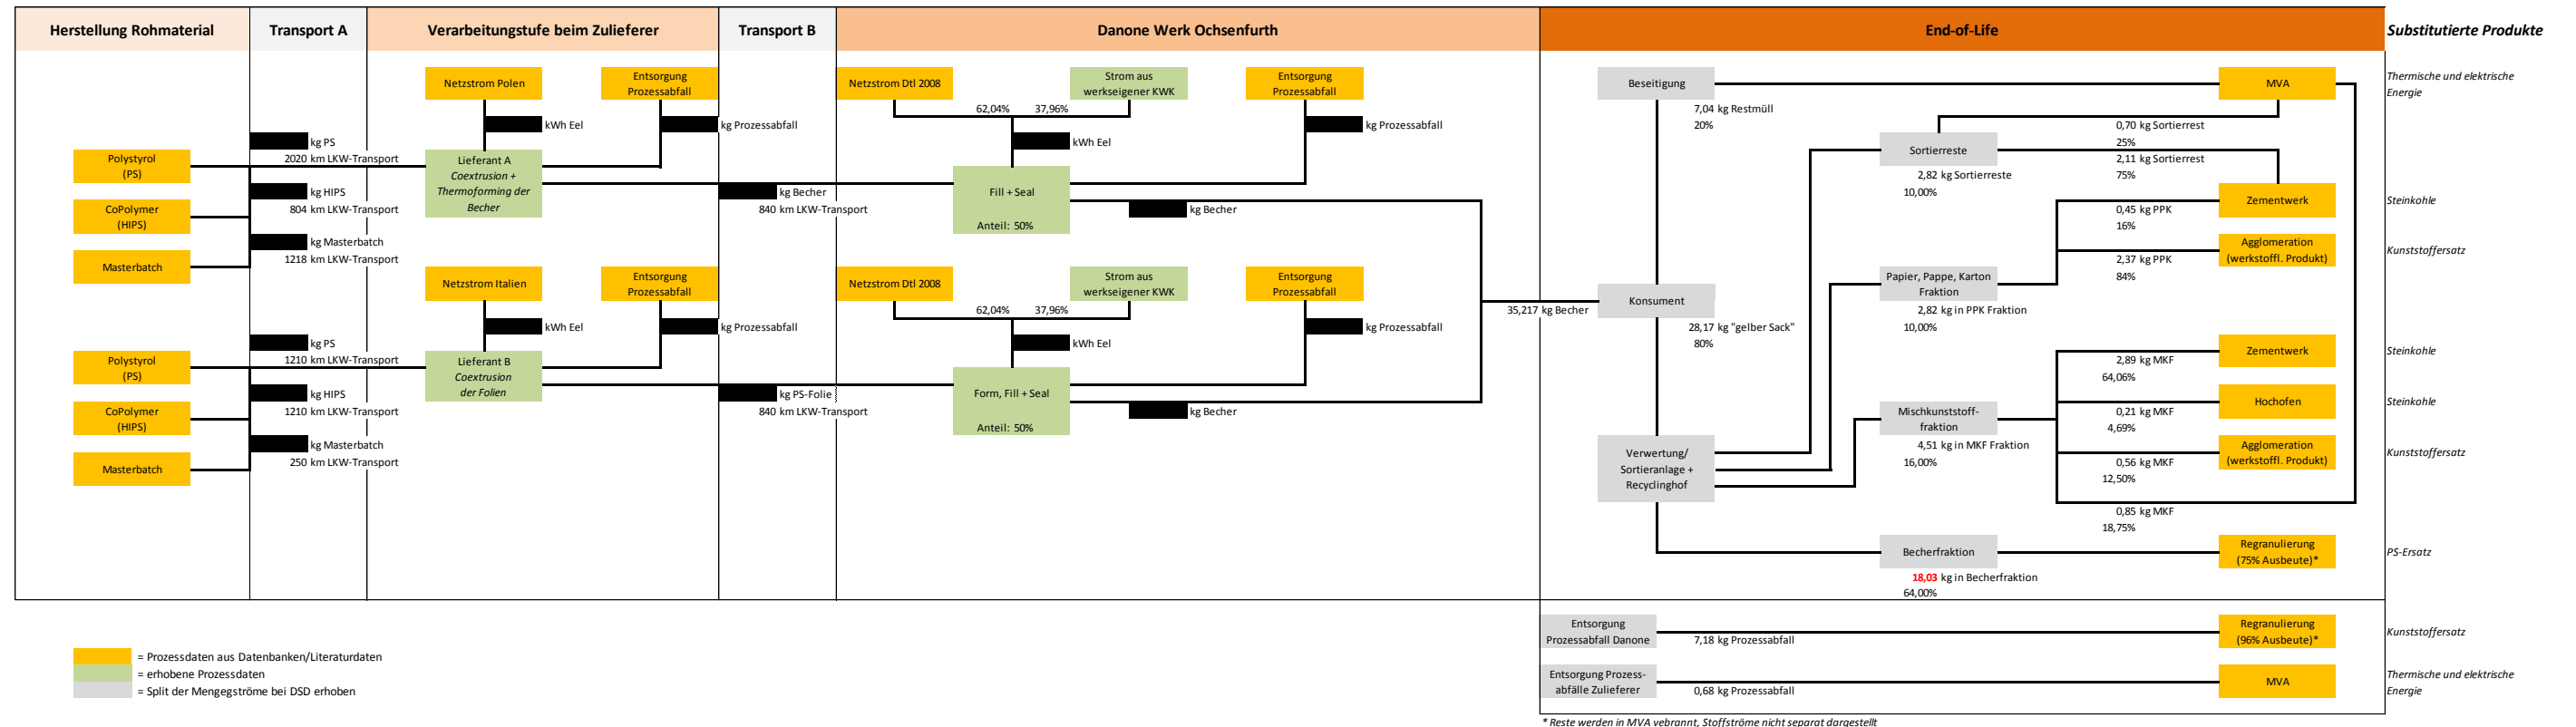 Herstellung Rohmaterial
Transport A
Verarbeitungstufe beim Zulieferer
Transport B
Danone Werk Ochsenfurth
End-of-Life
Substitutierte Produkte
Netzstrom Polen
Entsorgung
Prozessabfall
kWh Eel
kg Prozessabfall
kg PS
2020 km LKW-Transport
Polystyrol
(PS)
kg HIPS
804 km LKW-Transport
CoPolymer
(HIPS)
kg Masterbatch
1218 km LKW-Transport
Masterbatch
Lieferant A
Coextrusion +
Thermoforming der
Becher
kg Becher
840 km LKW-Transport
Netzstrom Dtl 2008
Strom aus
werkseigener KWK
62,04%
37,96%
kWh Eel
Entsorgung
Prozessabfall
kg Prozessabfall
Fill + Seal
Anteil: 50%
kg Becher
Netzstrom Italien
Entsorgung
Prozessabfall
kWh Eel
kg Prozessabfall
kg PS
1210 km LKW-Transport
Polystyrol
(PS)
kg HIPS
1210 km LKW-Transport
CoPolymer
(HIPS)
kg Masterbatch
250 km LKW-Transport
Masterbatch
Lieferant B
Coextrusion
der Folien
kg PS-Folie
840 km LKW-Transport
Netzstrom Dtl 2008
Strom aus
werkseigener KWK
62,04%
37,96%
kWh Eel
Entsorgung
Prozessabfall
kg Prozessabfall
Form, Fill + Seal
Anteil: 50%
kg Becher
35,217 kg Becher
Beseitigung
7,04 kg Restmüll
20%
Konsument
28,17 kg "gelber Sack"
80%
Verwertung/
Sortieranlage +
Recyclinghof
MVA
Thermische und elektrische
Energie
0,70 kg Sortierrest
25%
Sortierreste
2,11 kg Sortierrest
75%
2,82 kg Sortierreste
10,00%
Zementwerk
Steinkohle
0,45 kg PPK
16%
Agglomeration
(werkstoffl. Produkt)
Kunststoffersatz
2,37 kg PPK
84%
Papier, Pappe, Karton
Fraktion
2,82 kg in PPK Fraktion
10,00%
Zementwerk
Steinkohle
2,89 kg MKF
64,06%
Hochofen
Steinkohle
0,21 kg MKF
4,69%
Mischkunststoff-
fraktion
4,51 kg in MKF Fraktion
16,00%
Agglomeration
(werkstoffl. Produkt)
Kunststoffersatz
0,56 kg MKF
12,50%
0,85 kg MKF
18,75%
Becherfraktion
18,03 kg in Becherfraktion
64,00%
Regranulierung
(75% Ausbeute)*
PS-Ersatz
Entsorgung
Prozessabfall Danone
7,18 kg Prozessabfall
Regranulierung
(96% Ausbeute)*
Kunststoffersatz
Entsorgung Prozess-
abfälle Zulieferer
0,68 kg Prozessabfall
MVA
Thermische und elektrische
Energie
= Prozessdaten aus Datenbanken/Literaturdaten
= erhobene Prozessdaten
= Split der Mengegströme bei DSD erhoben
* Reste werden in MVA vebrannt, Stoffströme nicht separat dargestellt